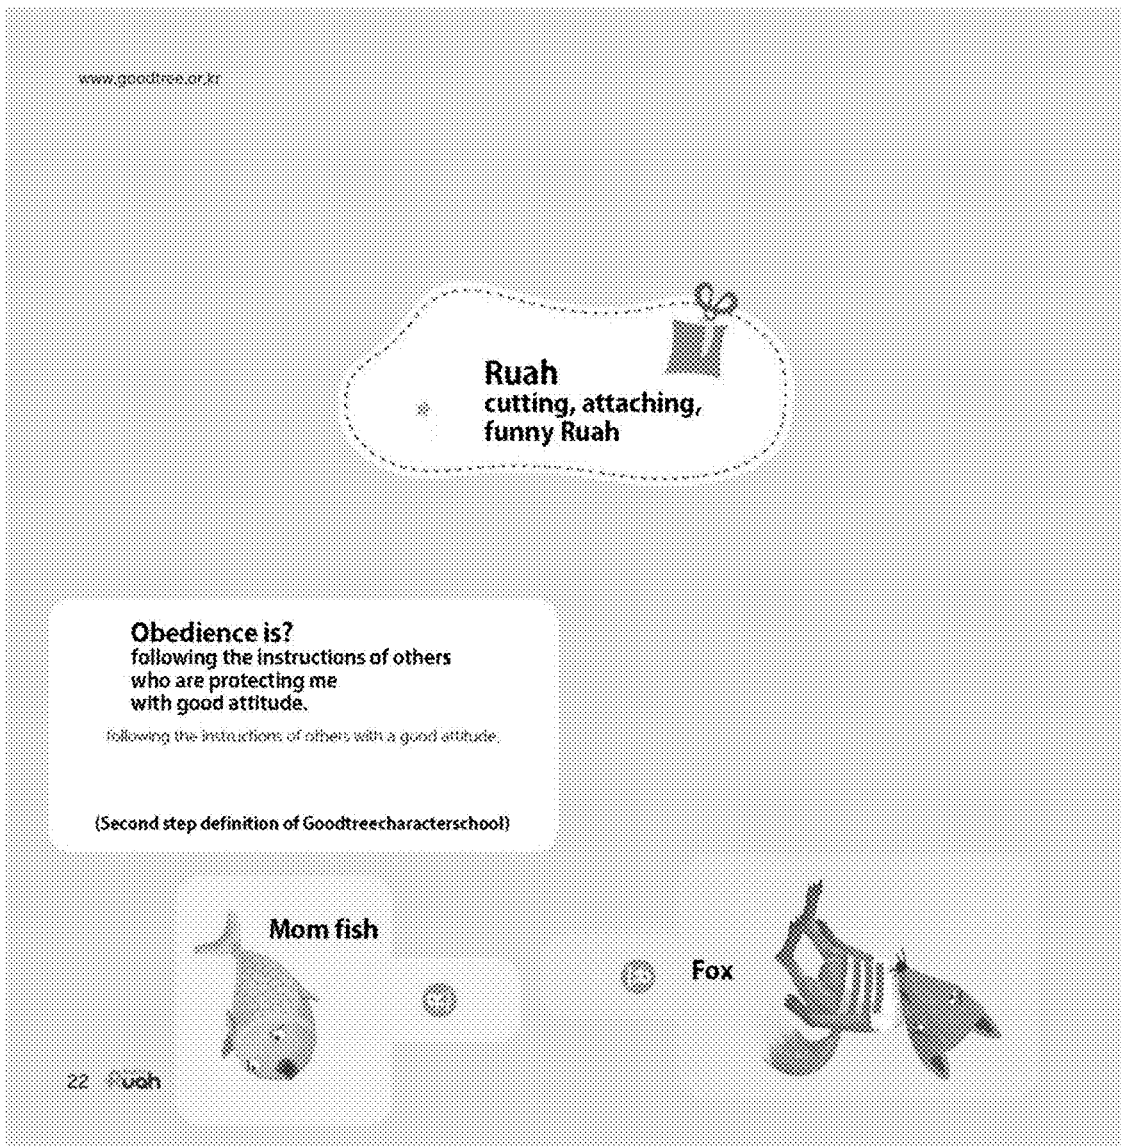 www.goodtree.or.kr
Ruah
cutting, attaching,
funny Ruah
Obedience is?
following the instructions of others
who are protecting me
with good attitude.
following the instructions of others with a good attitude.
(Second step definition of Goodtreecharacterschool)
Mom fish
Fox
22 Ruah